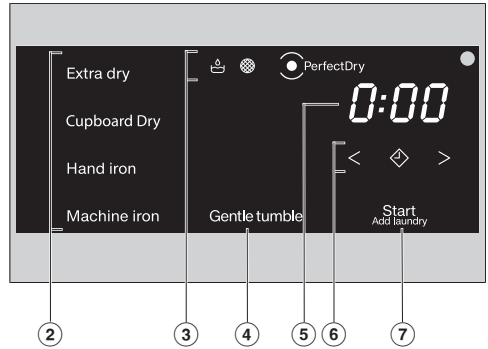 PerfectDry
Extra dry
0:00
Cupboard Dry
< >
Hand iron
Machine iron
Gentle tumble
Start
Add laundry
2 3 4 5 6 7